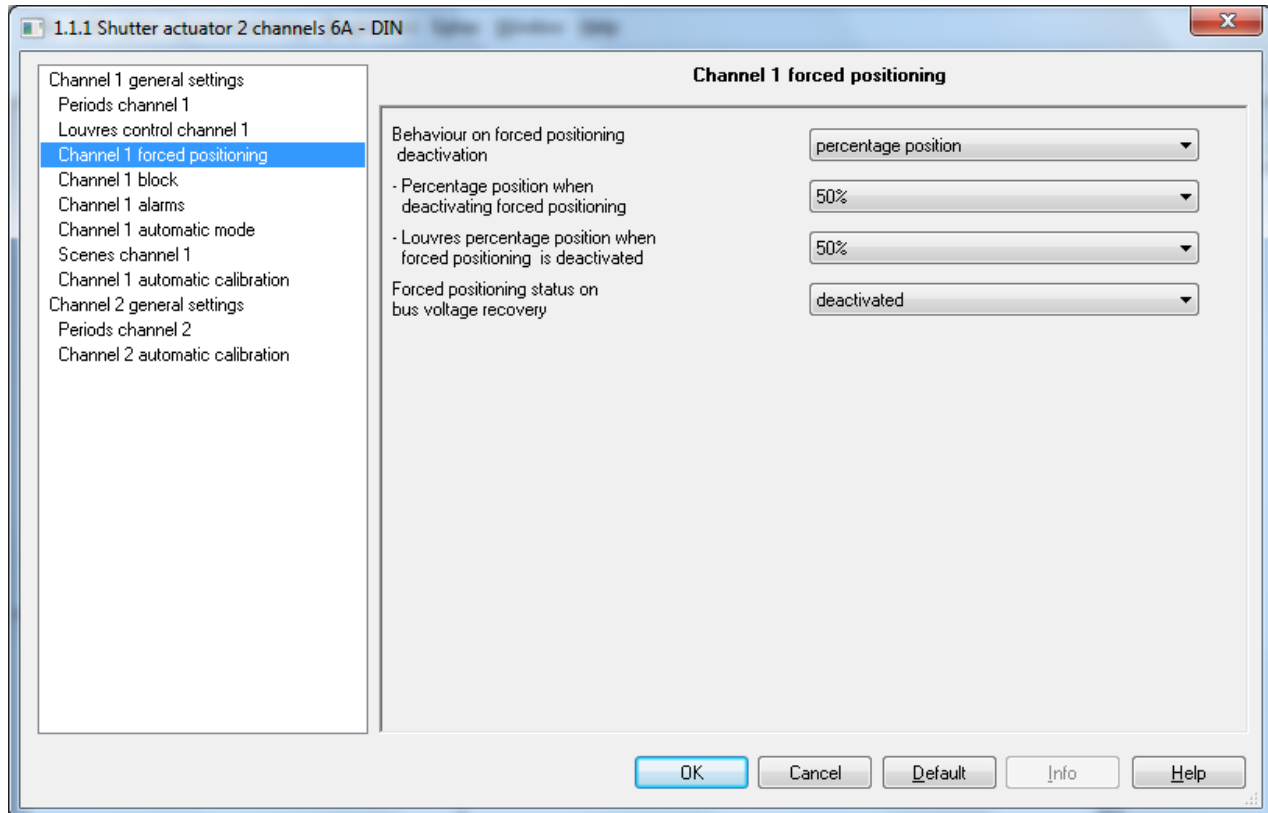 1.1.1 Shutter actuator 2 channels 6A - DIN
Channel 1 general settings
Periods channel 1
Louvres control channel 1
Channel 1 forced positioning
Channel 1 block
Channel 1 alarms
Channel 1 automatic mode
Scenes channel 1
Channel 1 automatic calibration
Channel 2 general settings
Periods channel 2
Channel 2 automatic calibration
Channel 1 forced positioning
Behaviour on forced positioning
deactivation
percentage position
- Percentage position when
deactivating forced positioning
50%
- Louvres percentage position when
forced positioning is deactivated
50%
Forced positioning status on
bus voltage recovery
deactivated
OK
Cancel
Default
Info
Help